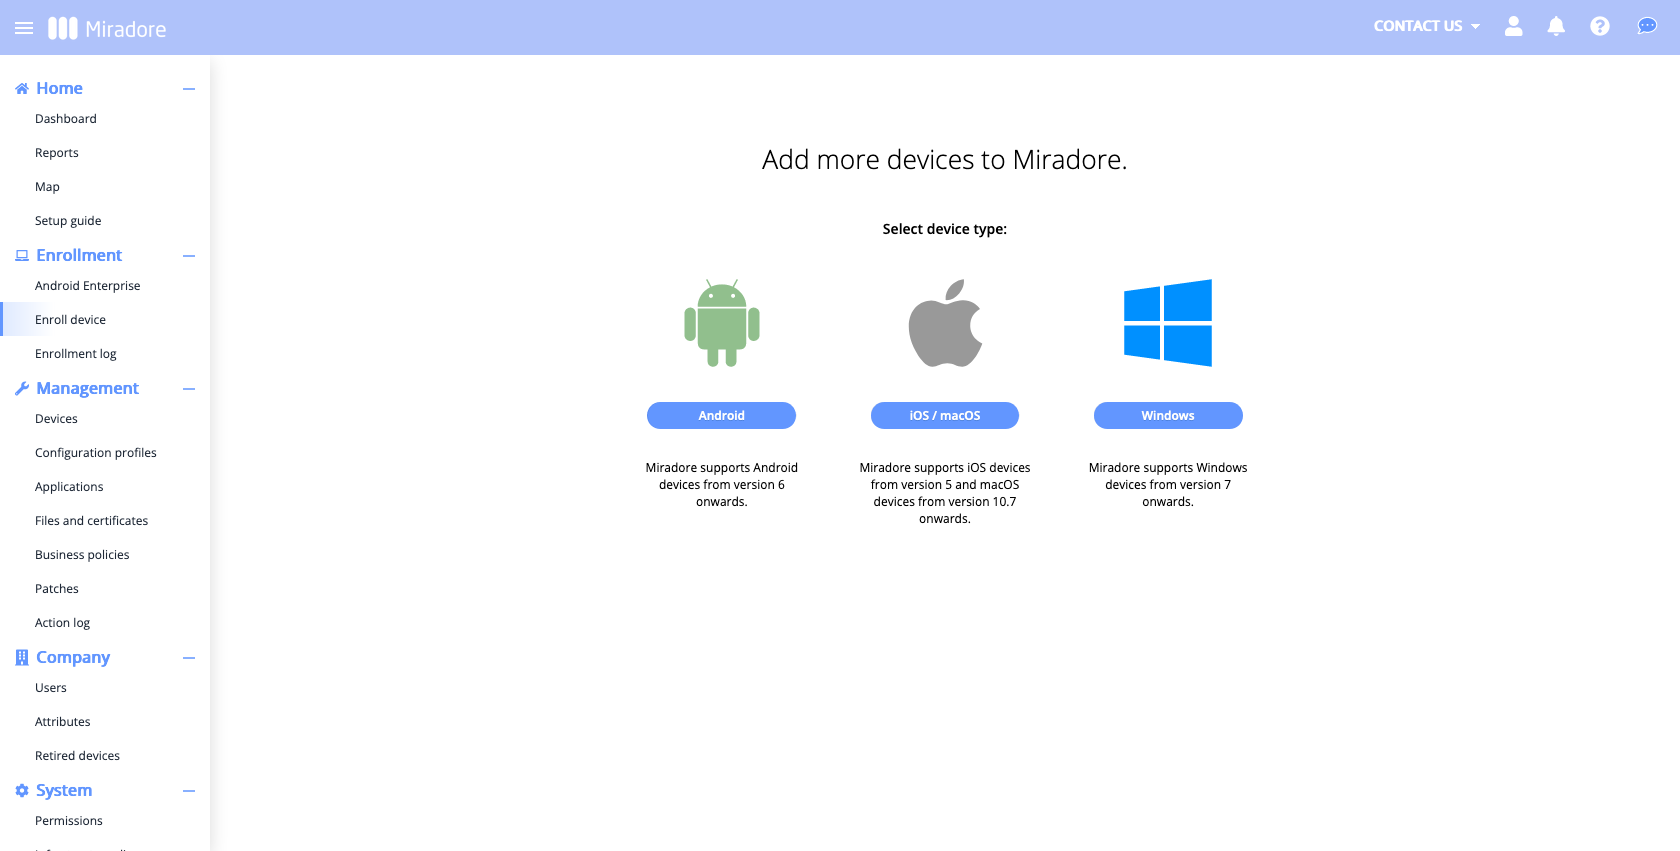 Miradore
CONTACT US
Home
Dashboard
Reports
Map
Setup guide
Enrollment
Android Enterprise
Enroll device
Enrollment log
Management
Devices
Configuration profiles
Applications
Files and certificates
Business policies
Patches
Action log
Company
Users
Attributes
Retired devices
System
Permissions
Add more devices to Miradore.
Select device type:
Android
Miradore supports Android
devices from version 6
onwards.
iOS / macOS
Miradore supports iOS devices
from version 5 and macOS
devices from version 10.7
onwards.
Windows
Miradore supports Windows
devices from version 7
onwards.